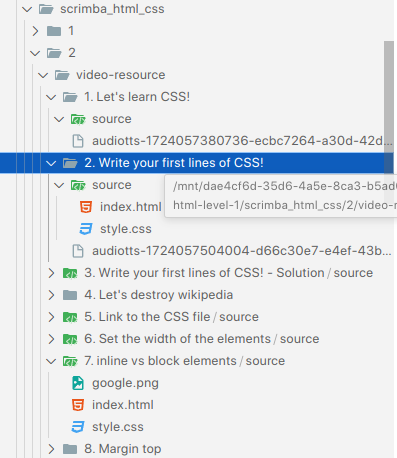 scrimba_html_css
1
2
video-resource
1. Let's learn CSS!
source
audiotts-1724057380736-ecbc7264-a30d-42d...
2. Write your first lines of CSS!
source
/mnt/dae4cf6d-35d6-4a5e-8ca3-b5ad
index.html
html-level-1/scrimba_html_css/2/video-r
style.css
audiotts-1724057504004-d66c30e7-e4ef-43b...
3. Write your first lines of CSS! - Solution / source
4. Let's destroy wikipedia
5. Link to the CSS file / source
6. Set the width of the elements / source
7. inline vs block elements / source
google.png
index.html
style.css
8. Margin top